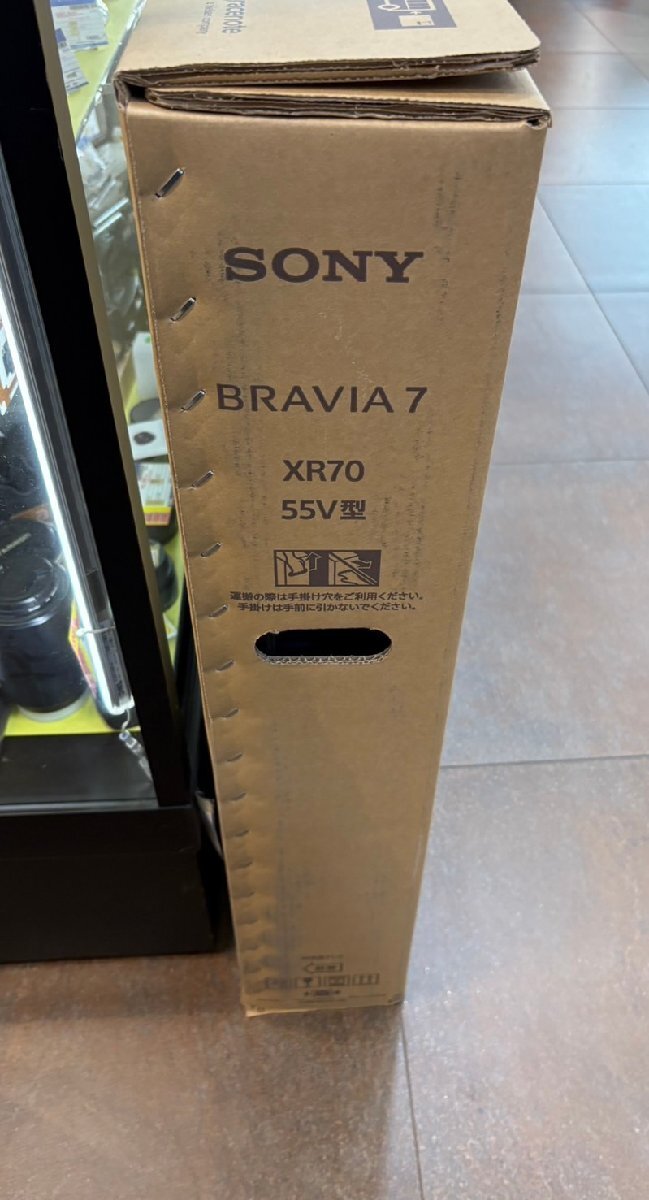 SONY
BRAVIA 7
XR70
55V型
運搬の際は手掛け穴をご利用ください。
手掛けは手前に引かないでください。